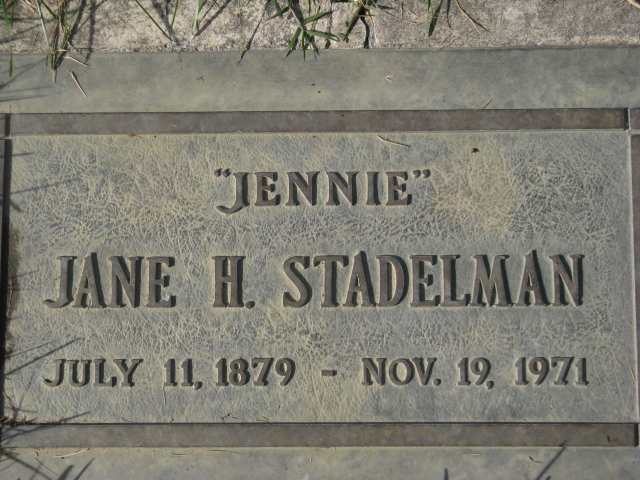 "JENNIE"
JANE H. STADELMAN
JULY 11, 1879 - NOV. 19, 1971